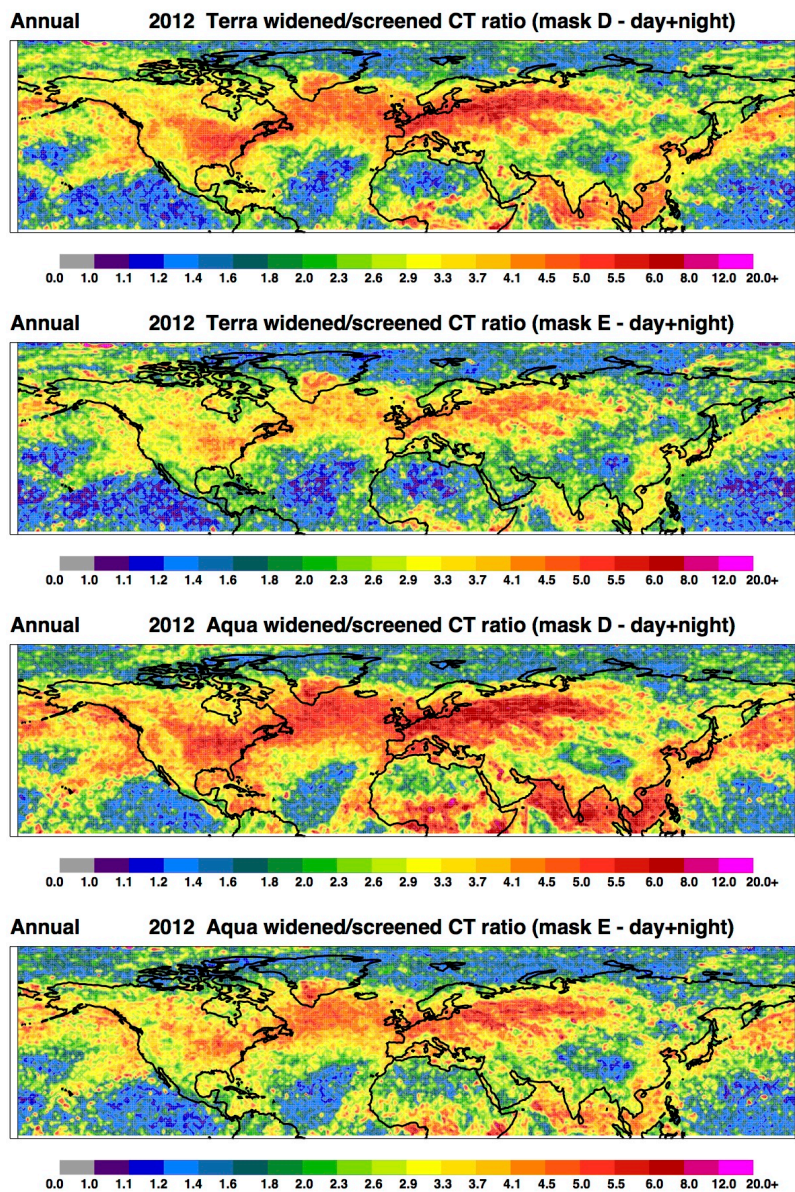 Annual 2012 Terra widened/screened CT ratio (mask D - day+night)
0.0 1.0 1.1 1.2 1.4 1.6 1.8 2.0 2.3 2.6 2.9 3.3 3.7 4.1 4.5 5.0 5.5 6.0 8.0 12.0 20.0+
Annual 2012 Terra widened/screened CT ratio (mask E - day+night)
0.0 1.0 1.1 1.2 1.4 1.6 1.8 2.0 2.3 2.6 2.9 3.3 3.7 4.1 4.5 5.0 5.5 6.0 8.0 12.0 20.0+
Annual 2012 Aqua widened/screened CT ratio (mask D - day+night)
0.0 1.0 1.1 1.2 1.4 1.6 1.8 2.0 2.3 2.6 2.9 3.3 3.7 4.1 4.5 5.0 5.5 6.0 8.0 12.0 20.0+
Annual 2012 Aqua widened/screened CT ratio (mask E - day+night)
0.0 1.0 1.1 1.2 1.4 1.6 1.8 2.0 2.3 2.6 2.9 3.3 3.7 4.1 4.5 5.0 5.5 6.0 8.0 12.0 20.0+